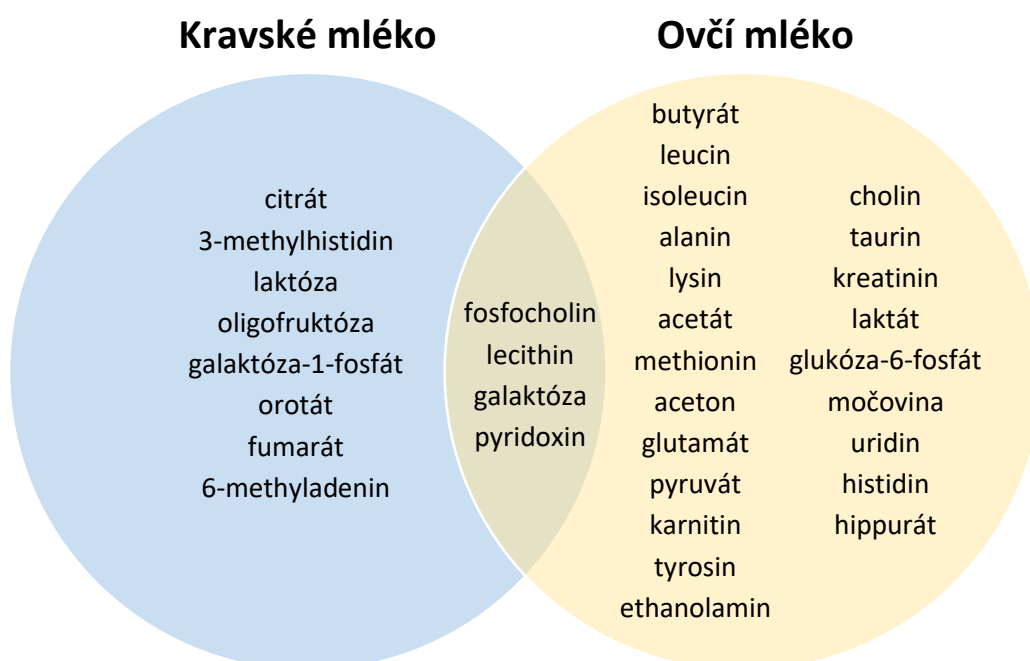 Kravské mléko
Ovčí mléko
citrát
3-methylhistidin
laktóza
oligofruktóza
galaktóza-1-fosfát
orotát
fumarát
6-methyladenin
fosfocholin
lecithin
galaktóza
pyridoxin
butyrát
leucin
isoleucin
alanin
lysin
acetát
methionin
aceton
glutamát
pyruvát
karnitin
tyrosin
ethanolamin
cholin
taurin
kreatinin
laktát
glukóza-6-fosfát
močovina
uridin
histidin
hippurát